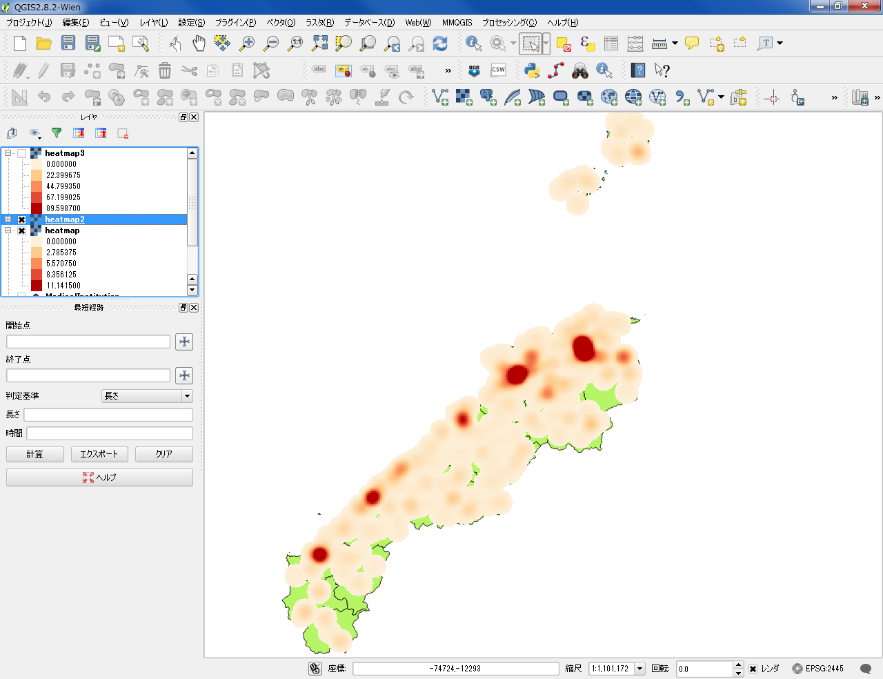 QGIS2.8.2-Wien
プロジェクト(J) 編集(E) ビュー(V) レイヤ(L) 設定(S) プラグイン(P) ベクタ(O) ラスタ(R) データベース(D) Web(W) MMQGIS プロセッシング(C) ヘルプ(H)
CSW
レイヤ
heatmap3
0.000000
22.399675
44.799350
67.199025
89.598700
heatmap2
heatmap
0.000000
2.785375
5.570750
8.356125
11.141500
MedicalInstitution
最短経路
開始点
終了点
判定基準 長さ
長さ
時間
計算 エクスポート クリア
ヘルプ
座標: -74724,-12293 縮尺 1:1,101,172 回転: 0.0 レンダ EPSG:2445